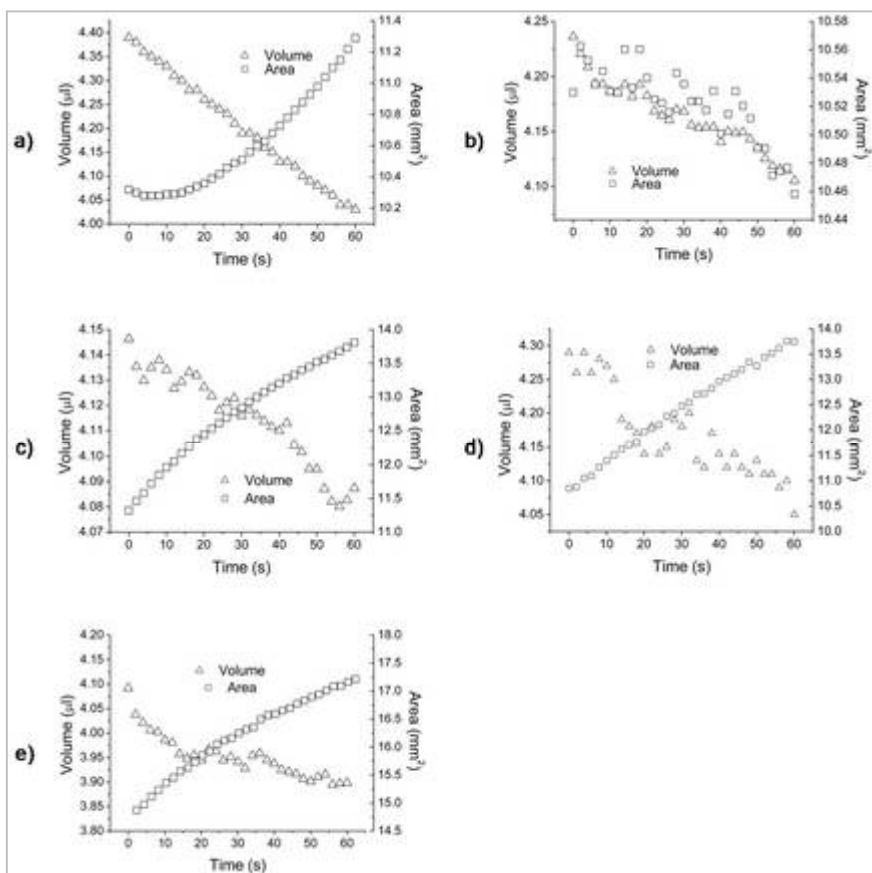 a)
Volume (µl)
4.40
4.35
4.30
4.25
4.20
4.15
4.10
4.05
4.00
Volume
Area
11.4
11.2
11.0
10.8
10.6
10.4
10.2
Area (mm²)
0 10 20 30 40 50 60
Time (s)
b)
Volume (µl)
4.25
4.20
4.15
4.10
Volume
Area
10.58
10.56
10.54
10.52
10.50
10.48
10.46
10.44
Area (mm²)
0 10 20 30 40 50 60
Time (s)
c)
Volume (µl)
4.15
4.14
4.13
4.12
4.11
4.10
4.09
4.08
4.07
Volume
Area
14.0
13.5
13.0
12.5
12.0
11.5
11.0
Area (mm²)
0 10 20 30 40 50 60
Time (s)
d)
Volume (µl)
4.30
4.25
4.20
4.15
4.10
4.05
Volume
Area
14.0
13.5
13.0
12.5
12.0
11.5
11.0
10.5
10.0
Area (mm²)
0 10 20 30 40 50 60
Time (s)
e)
Volume (µl)
4.20
4.15
4.10
4.05
4.00
3.95
3.90
3.85
3.80
Volume
Area
18.0
17.5
17.0
16.5
16.0
15.5
15.0
14.5
Area (mm²)
0 10 20 30 40 50 60
Time (s)